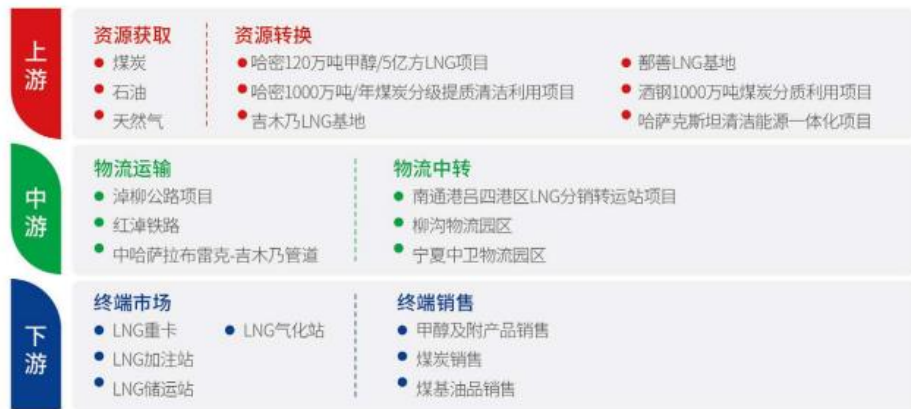 上游
资源获取
煤炭
石油
天然气
资源转换
哈密120万吨甲醇/5亿方LNG项目
哈密1000万吨/年煤炭分级提质清洁利用项目
吉木乃LNG基地
鄯善LNG基地
酒钢1000万吨煤炭分质利用项目
哈萨克斯坦清洁能源一体化项目
中游
物流运输
淖柳公路项目
红淖铁路
中哈萨拉布雷克-吉木乃管道
物流中转
南通港吕四港区LNG分销转运站项目
柳沟物流园区
宁夏中卫物流园区
下游
终端市场
LNG重卡
LNG气化站
LNG加注站
LNG储运站
终端销售
甲醇及附产品销售
煤炭销售
煤基油品销售